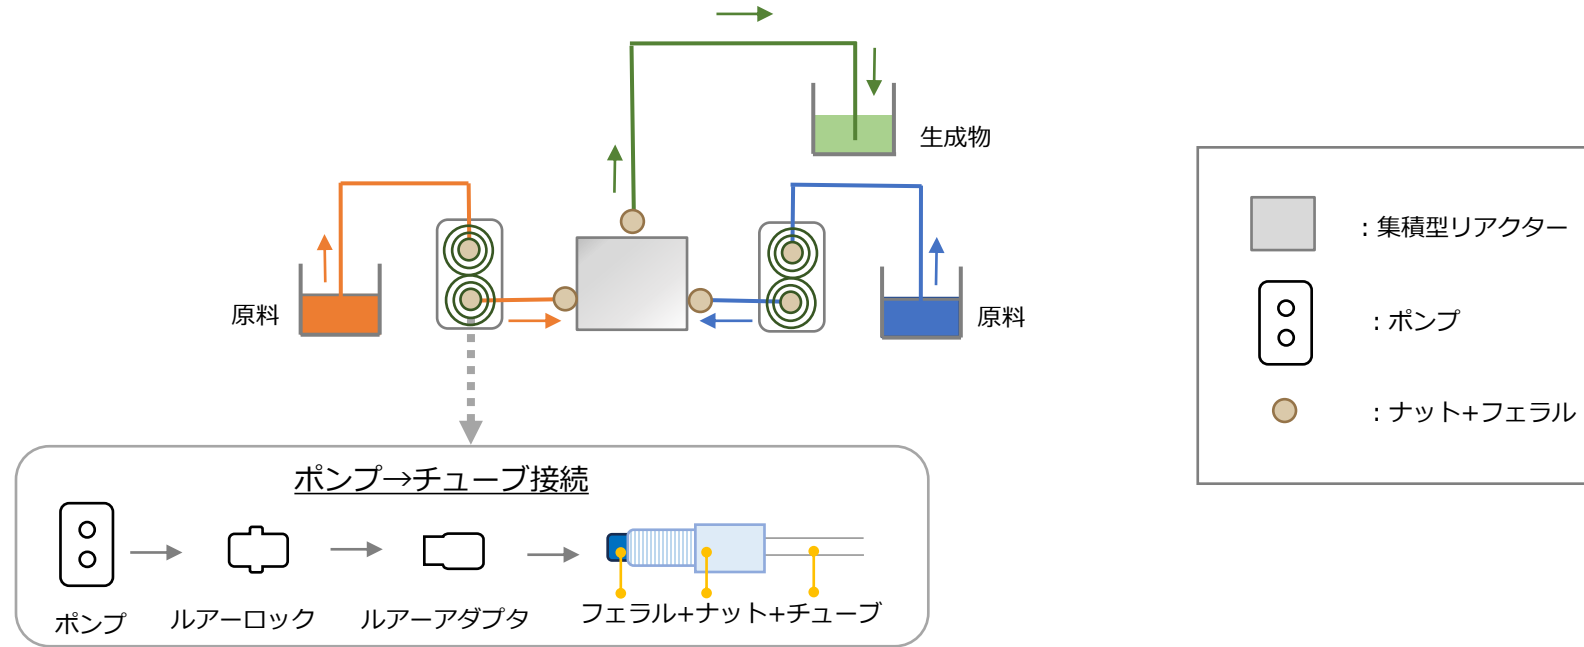 生成物
原料
原料
：集積型リアクター
：ポンプ
：ナット+フェラル
ポンプ→チューブ接続
ポンプ
ルアーロック
ルアーアダプタ
フェラル+ナット+チューブ